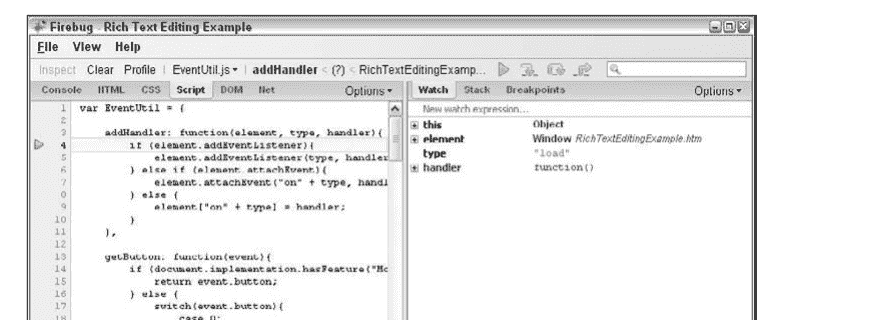 Firebug - Rich Text Editing Example
File View Help
Inspect Clear Profile | EventUtil.js ▾ | addHandler < (?) < RichTextEditingExamp...
Console HTML CSS Script DOM Net Options ▾
Watch Stack Breakpoints Options ▾
1 var EventUtil = {
2
3 addHandler: function(element, type, handler){
4 if (element.addEventListener){
5 element.addEventListener(type, handler
6 } else if (element.attachEvent){
7 element.attachEvent("on" + type, handl
8 } else {
9 element["on" + type] = handler;
10 }
11 },
12
13 getButton: function(event){
14 if (document.implementation.hasFeature("Mo
15 return event.button;
16 } else {
17 switch(event.button){
18 case 0:
New watch expression...
this Object
element Window RichTextEditingExample.htm
type "load"
handler function()